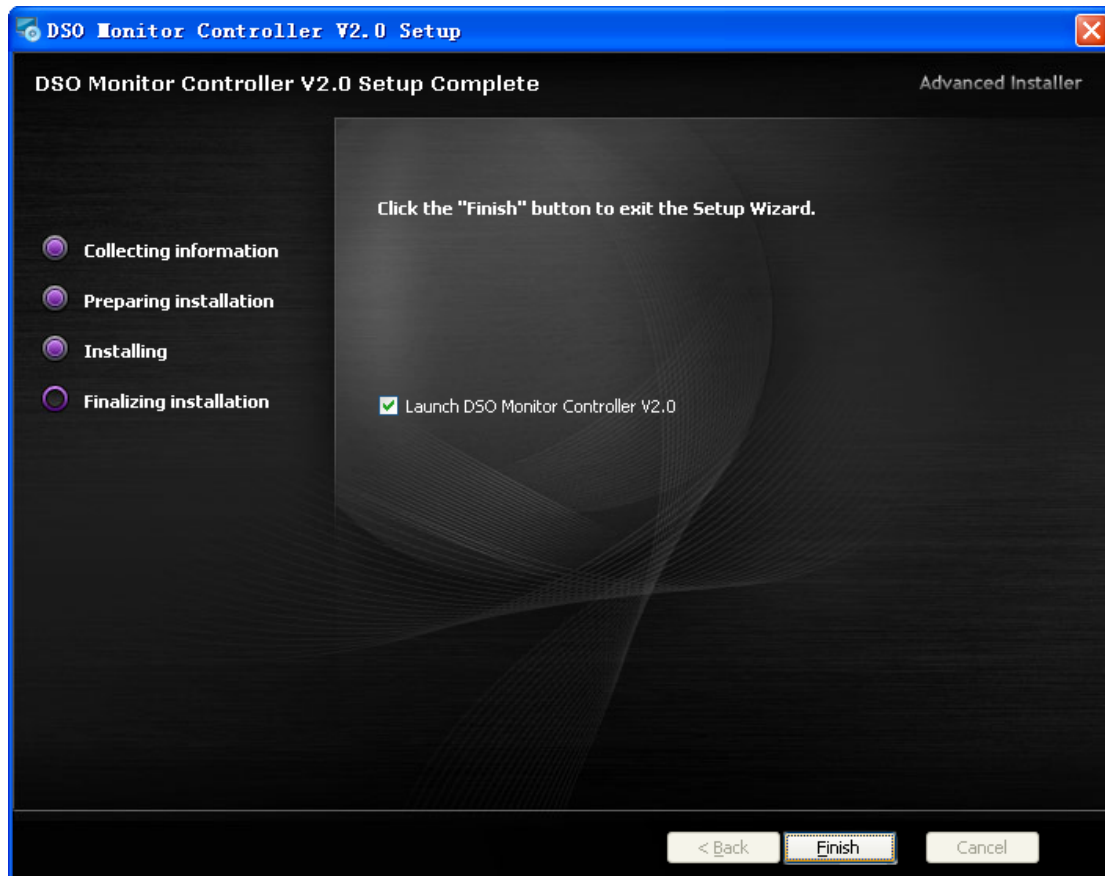 DSO Monitor Controller V2.0 Setup
DSO Monitor Controller V2.0 Setup Complete
Advanced Installer
Click the "Finish" button to exit the Setup Wizard.
Collecting information
Preparing installation
Installing
Finalizing installation
Launch DSO Monitor Controller V2.0
< Back
Finish
Cancel